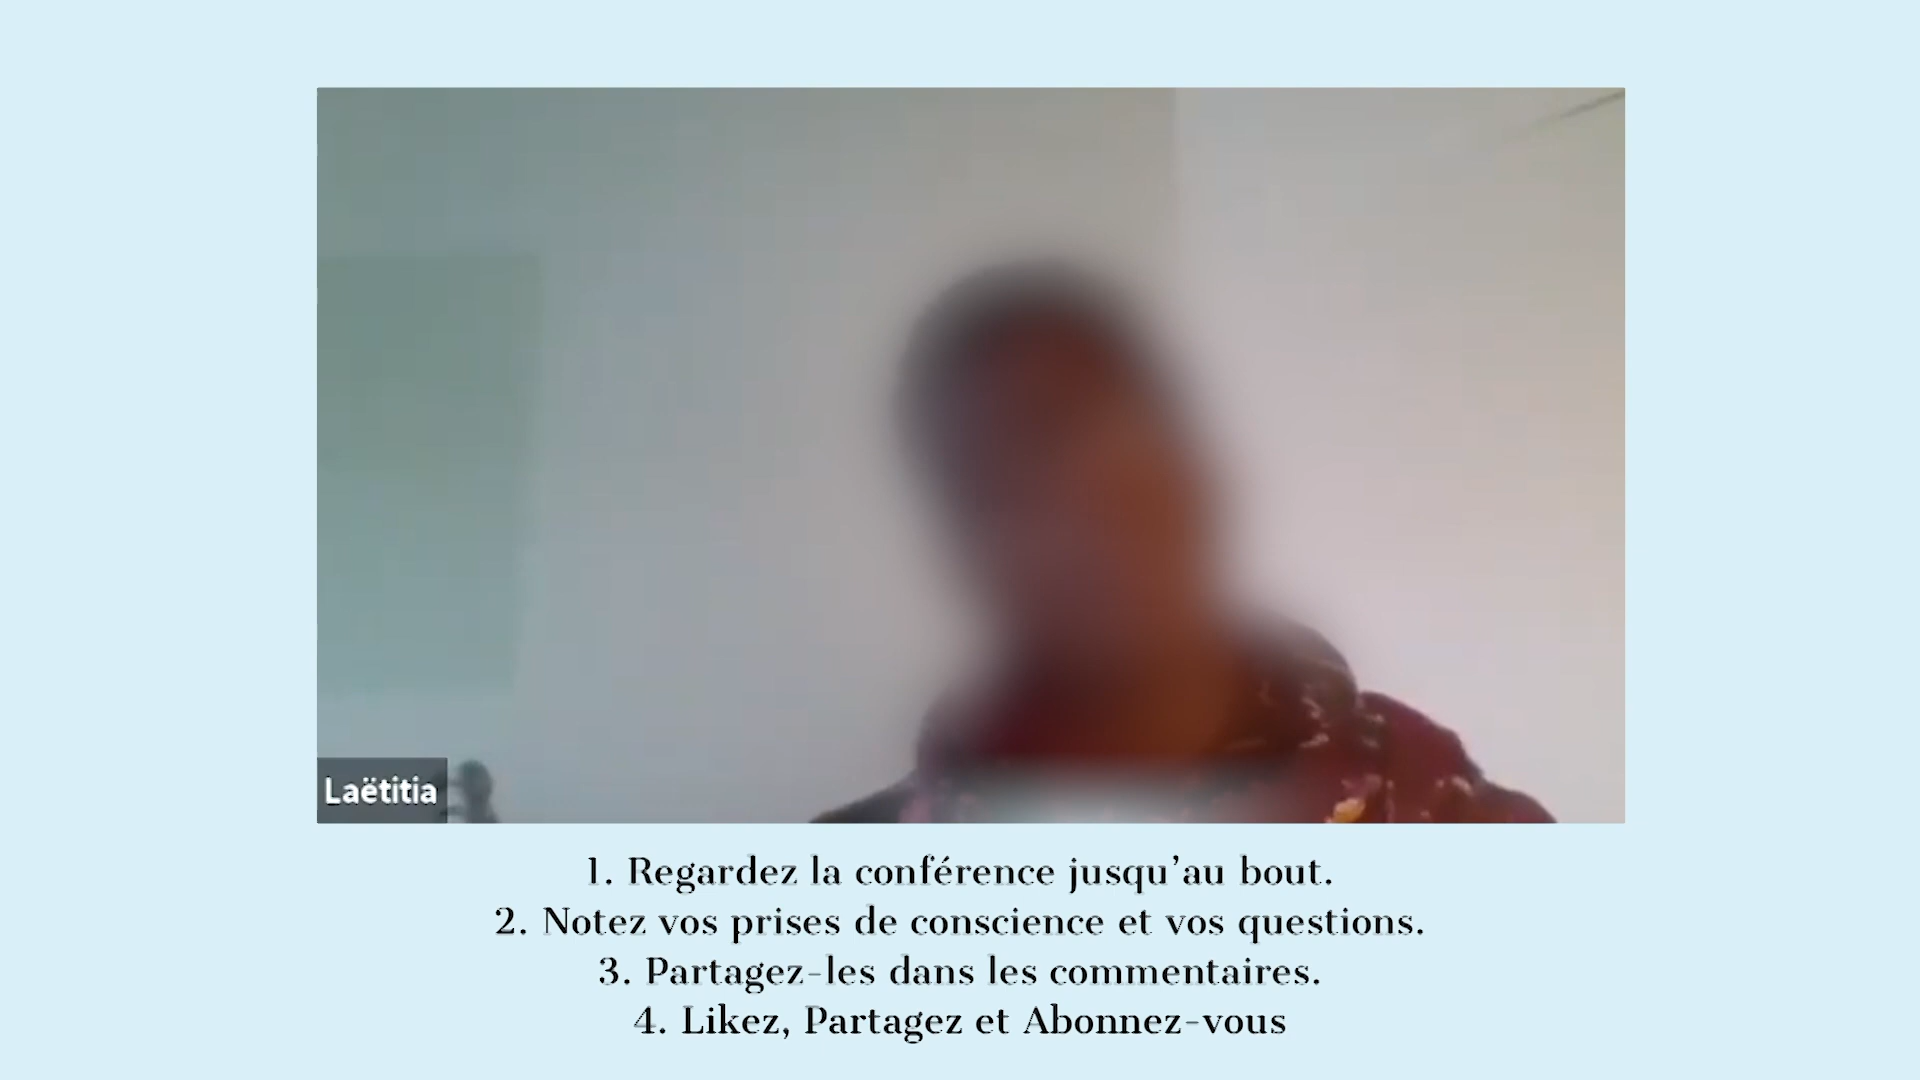 Laëtitia
1. Regardez la conférence jusqu'au bout.
2. Notez vos prises de conscience et vos questions.
3. Partagez-les dans les commentaires.
4. Likez, Partagez et Abonnez-vous